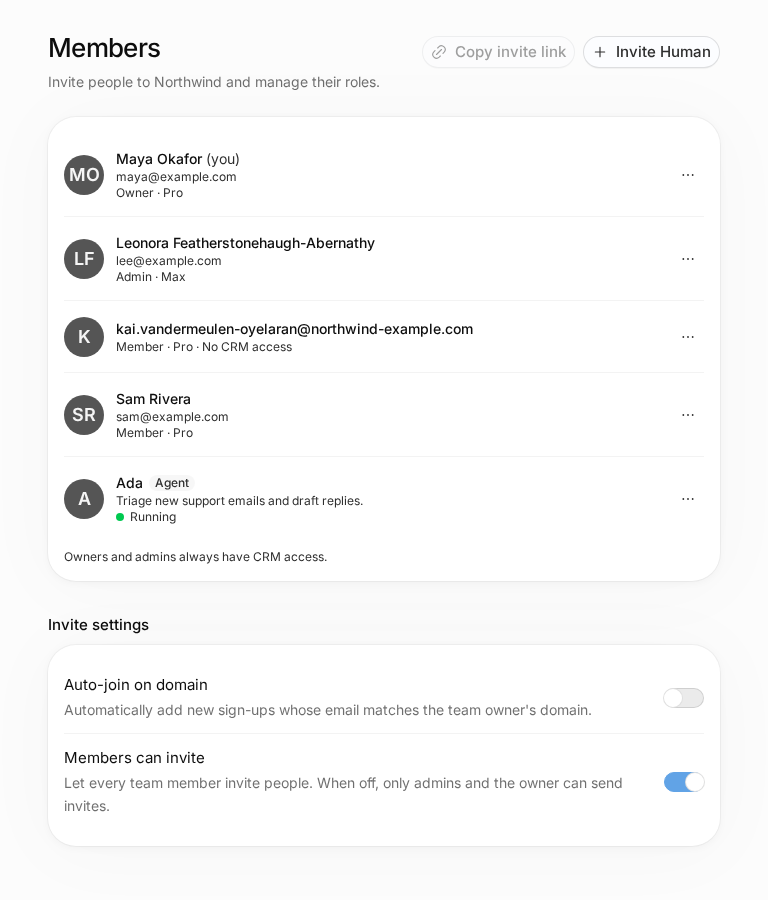 Members
Copy invite link
Invite Human
Invite people to Northwind and manage their roles.
MO
Maya Okafor (you)
maya@example.com
Owner · Pro
LF
Leonora Featherstonehaugh-Abernathy
lee@example.com
Admin · Max
K
kai.vandermeulen-oyelaran@northwind-example.com
Member · Pro · No CRM access
SR
Sam Rivera
sam@example.com
Member · Pro
A
Ada Agent
Triage new support emails and draft replies.
Running
Owners and admins always have CRM access.
Invite settings
Auto-join on domain
Automatically add new sign-ups whose email matches the team owner's domain.
Members can invite
Let every team member invite people. When off, only admins and the owner can send
invites.